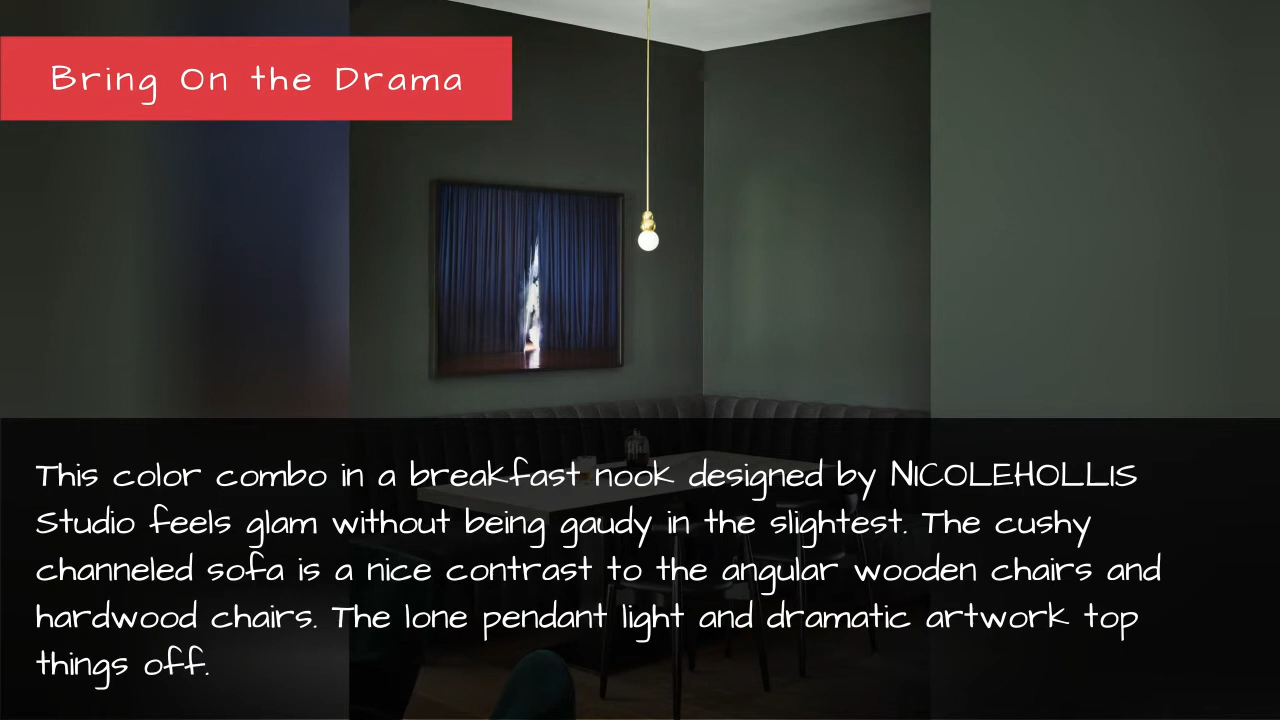 Bring On the Drama
This color combo in a breakfast nook designed by NICOLEHOLLIS
Studio feels glam without being gaudy in the slightest. The cushy
channeled sofa is a nice contrast to the angular wooden chairs and
hardwood chairs. The lone pendant light and dramatic artwork top
things off.